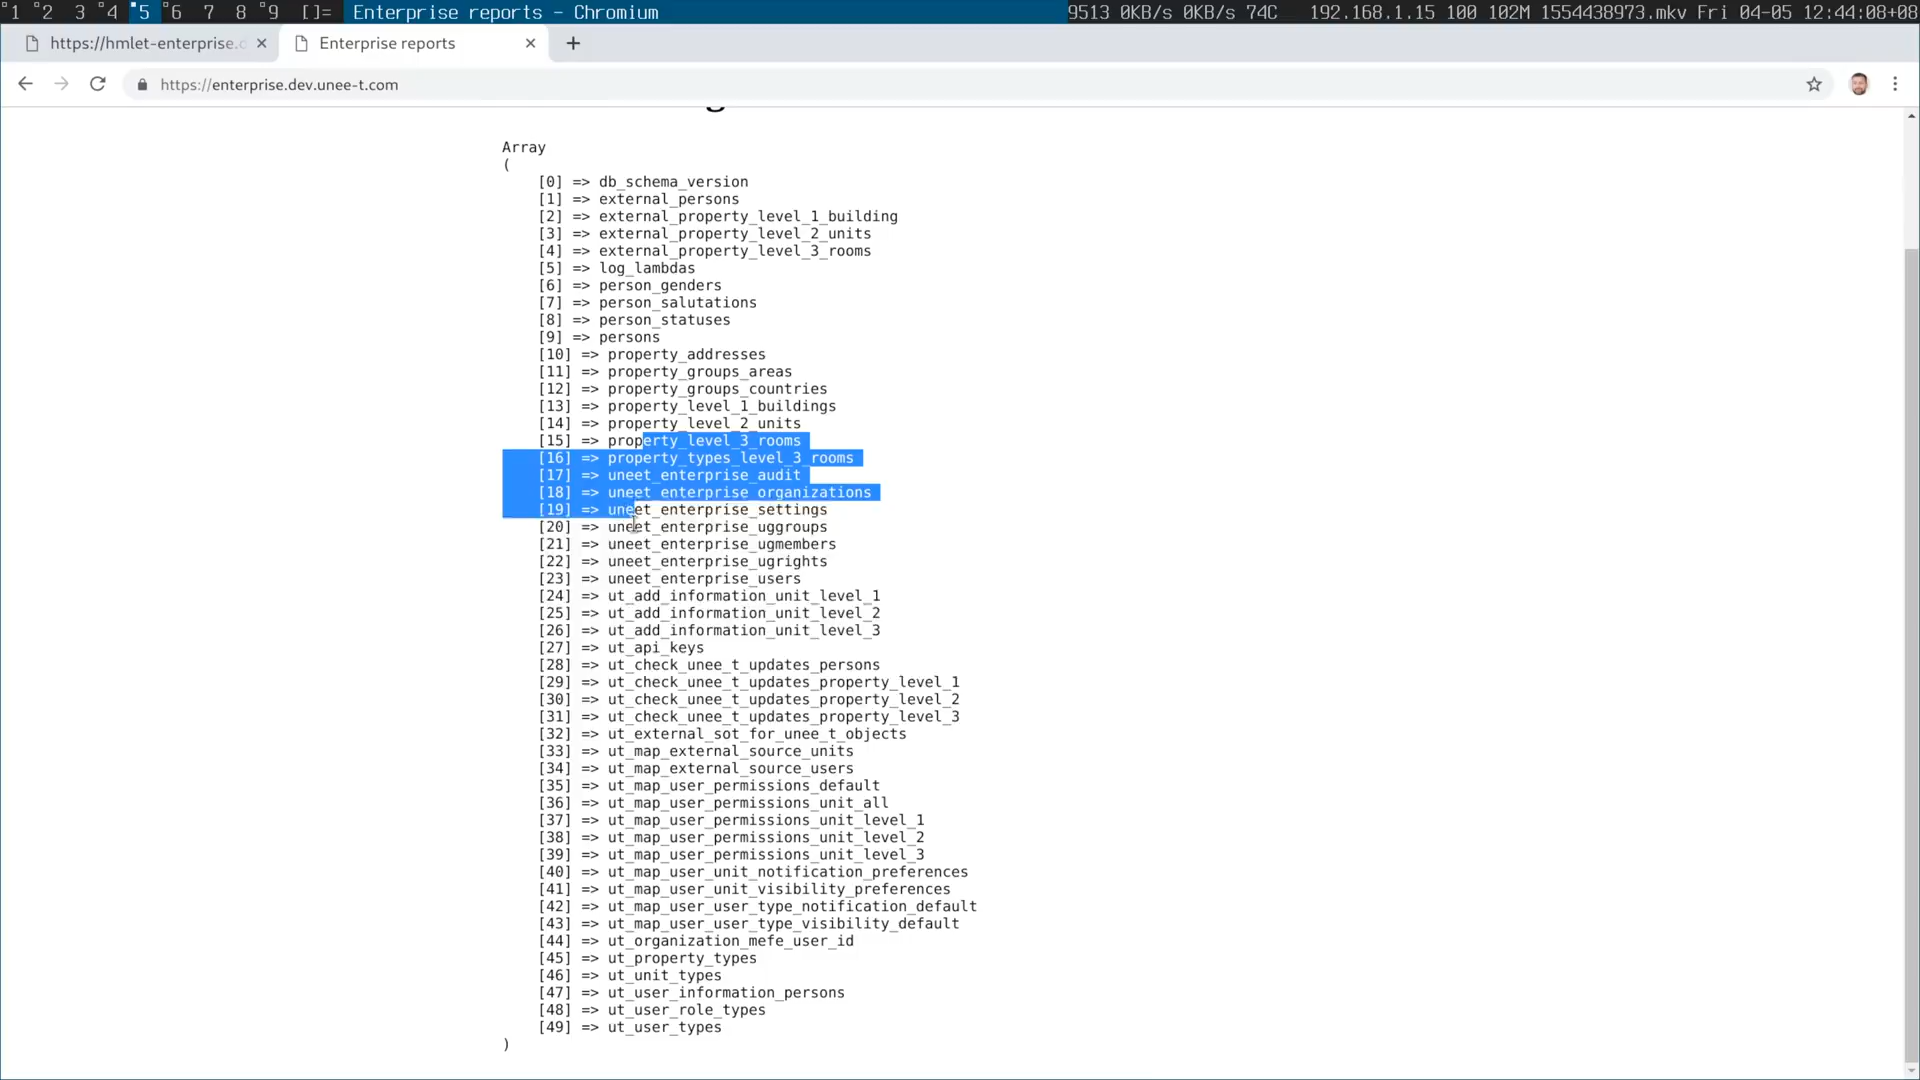 1 2 3 4 5 6 7 8 9 []= Enterprise reports - Chromium 9513 0KB/s 0KB/s 74C 192.168.1.15 100 102M 1554438973.mkv Fri 04-05 12:44:08+08
https://hmlet-enterprise. Enterprise reports
https://enterprise.dev.unee-t.com
Array
(
[0] => db_schema_version
[1] => external_persons
[2] => external_property_level_1_building
[3] => external_property_level_2_units
[4] => external_property_level_3_rooms
[5] => log_lambdas
[6] => person_genders
[7] => person_salutations
[8] => person_statuses
[9] => persons
[10] => property_addresses
[11] => property_groups_areas
[12] => property_groups_countries
[13] => property_level_1_buildings
[14] => property_level_2_units
[15] => property_level_3_rooms
[16] => property_types_level_3_rooms
[17] => uneet_enterprise_audit
[18] => uneet_enterprise_organizations
[19] => uneet_enterprise_settings
[20] => uneet_enterprise_uggroups
[21] => uneet_enterprise_ugmembers
[22] => uneet_enterprise_ugrights
[23] => uneet_enterprise_users
[24] => ut_add_information_unit_level_1
[25] => ut_add_information_unit_level_2
[26] => ut_add_information_unit_level_3
[27] => ut_api_keys
[28] => ut_check_unee_t_updates_persons
[29] => ut_check_unee_t_updates_property_level_1
[30] => ut_check_unee_t_updates_property_level_2
[31] => ut_check_unee_t_updates_property_level_3
[32] => ut_external_sot_for_unee_t_objects
[33] => ut_map_external_source_units
[34] => ut_map_external_source_users
[35] => ut_map_user_permissions_default
[36] => ut_map_user_permissions_unit_all
[37] => ut_map_user_permissions_unit_level_1
[38] => ut_map_user_permissions_unit_level_2
[39] => ut_map_user_permissions_unit_level_3
[40] => ut_map_user_unit_notification_preferences
[41] => ut_map_user_unit_visibility_preferences
[42] => ut_map_user_user_type_notification_default
[43] => ut_map_user_user_type_visibility_default
[44] => ut_organization_mefe_user_id
[45] => ut_property_types
[46] => ut_unit_types
[47] => ut_user_information_persons
[48] => ut_user_role_types
[49] => ut_user_types
)